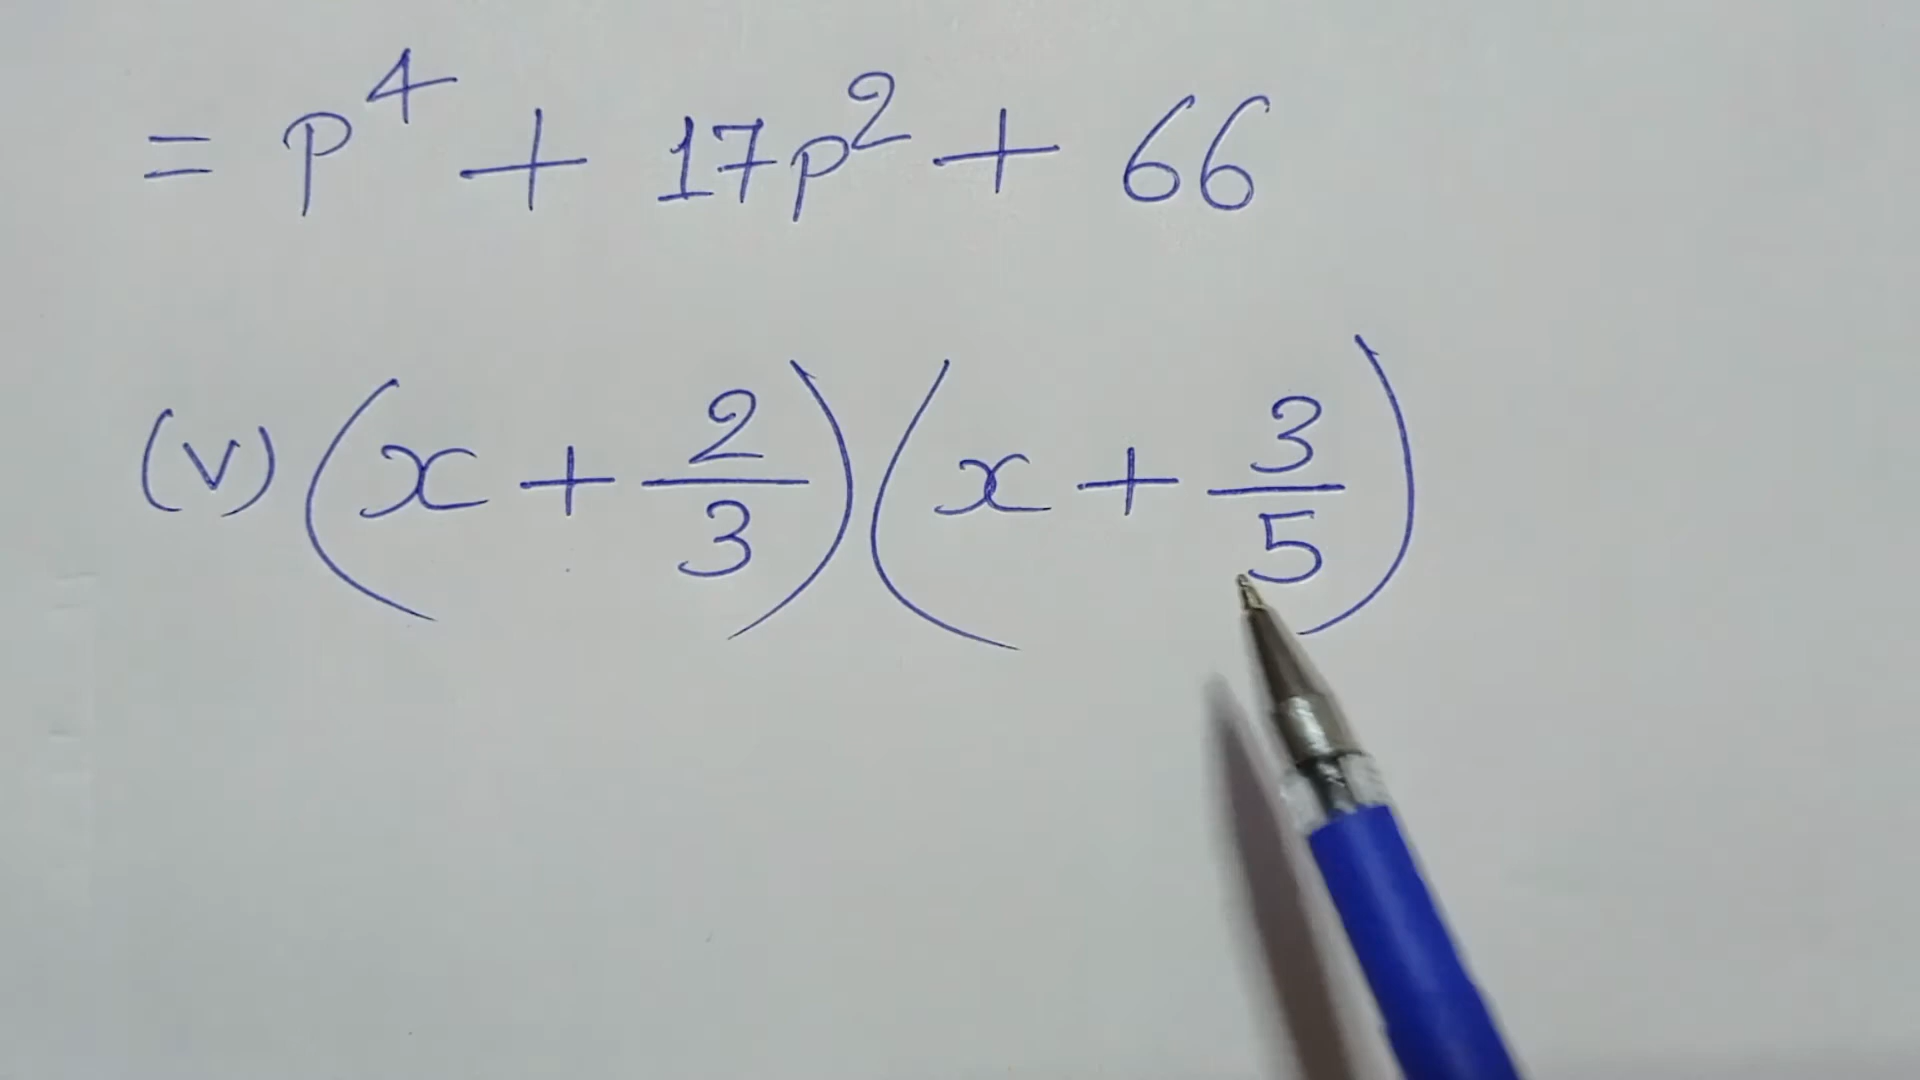 = p⁴ + 17p² + 66
(v) (x + 2/3) (x + 3/5)